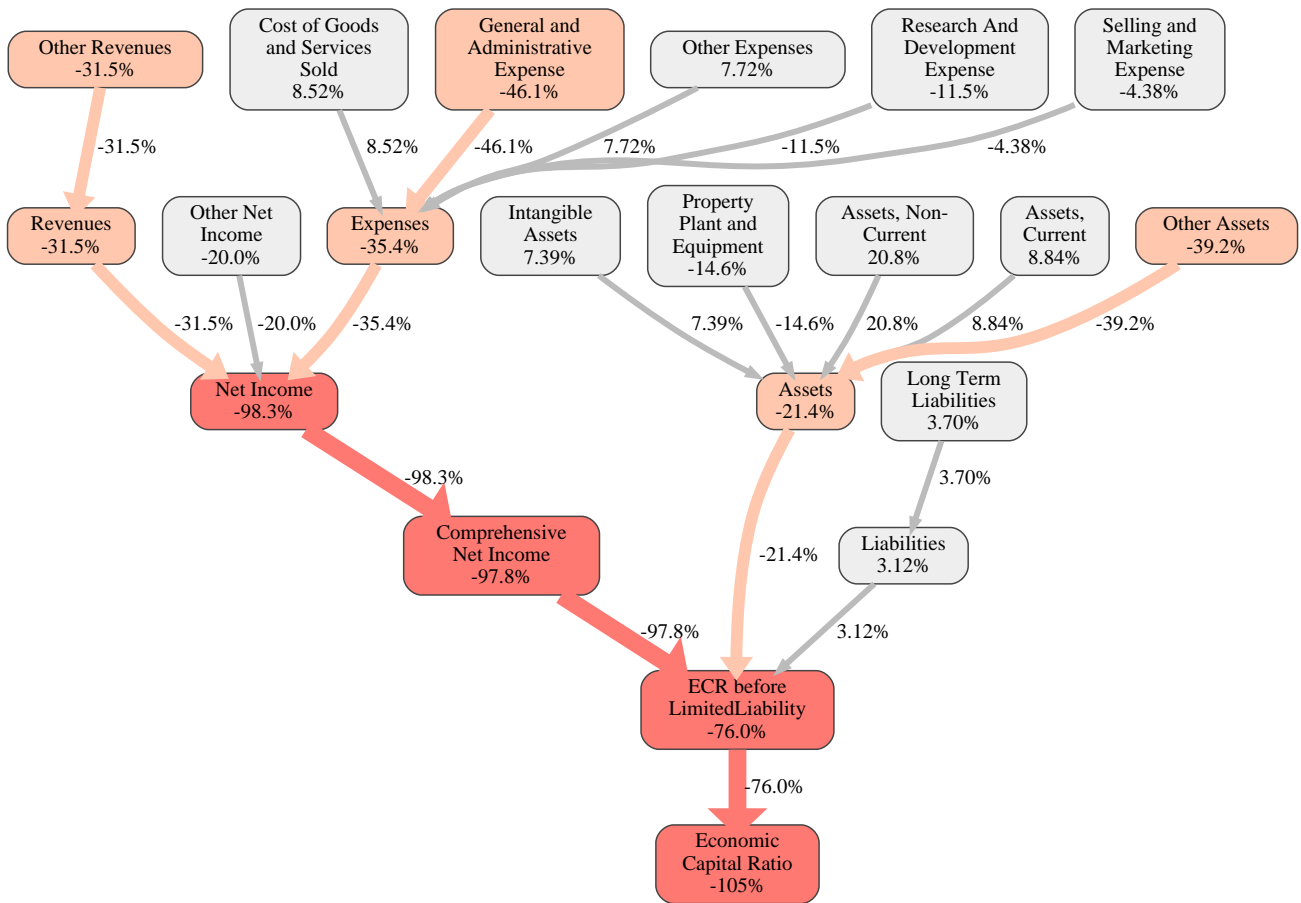 Other Revenues
-31.5%
Cost of Goods
and Services
Sold
8.52%
General and
Administrative
Expense
-46.1%
Other Expenses
7.72%
Research And
Development
Expense
-11.5%
Selling and
Marketing
Expense
-4.38%
-31.5%
8.52%
-46.1%
7.72%
-11.5%
-4.38%
Revenues
-31.5%
Other Net
Income
-20.0%
Expenses
-35.4%
Intangible
Assets
7.39%
Property
Plant and
Equipment
-14.6%
Assets, Non-
Current
20.8%
Assets,
Current
8.84%
Other Assets
-39.2%
-31.5%
-20.0%
-35.4%
7.39%
-14.6%
20.8%
8.84%
-39.2%
Net Income
-98.3%
Assets
-21.4%
Long Term
Liabilities
3.70%
-98.3%
3.70%
Comprehensive
Net Income
-97.8%
-21.4%
Liabilities
3.12%
-97.8%
3.12%
ECR before
LimitedLiability
-76.0%
-76.0%
Economic
Capital Ratio
-105%